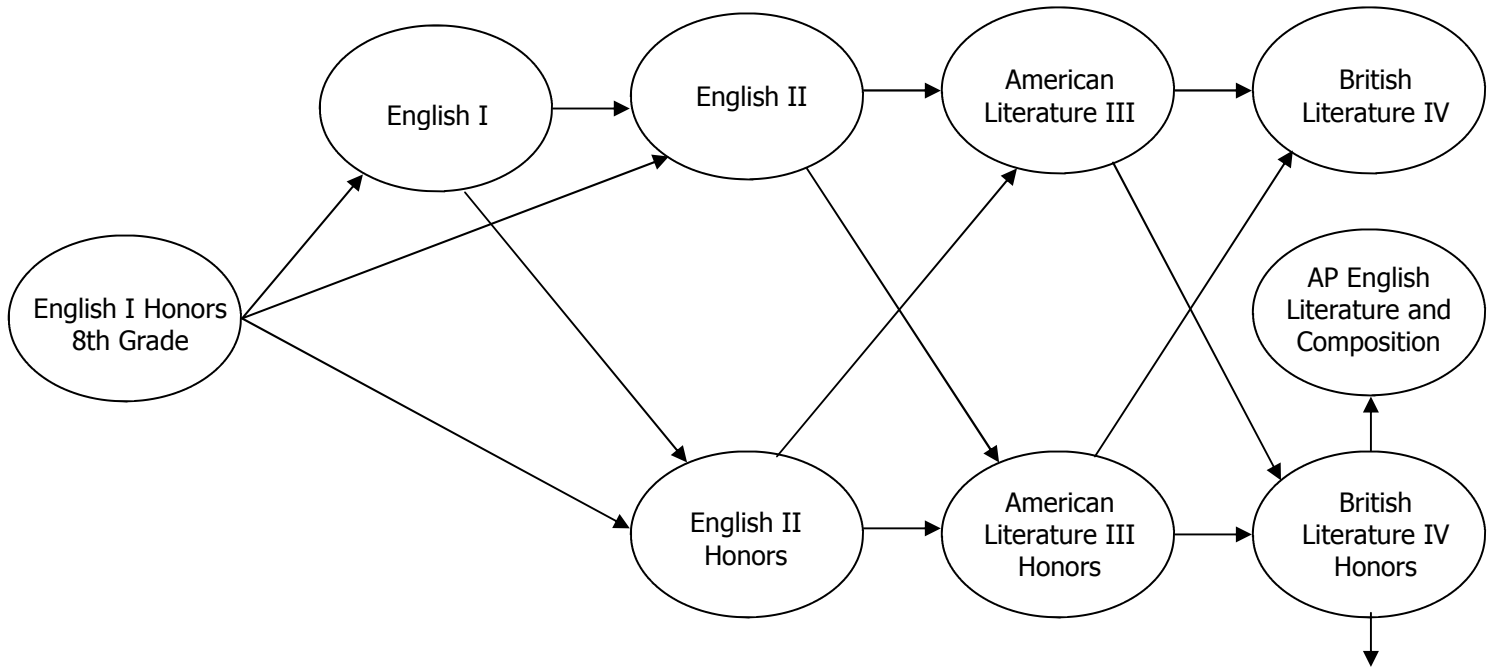 English I
English II
American
Literature III
British
Literature IV
English I Honors
8th Grade
AP English
Literature and
Composition
English II
Honors
American
Literature III
Honors
British
Literature IV
Honors